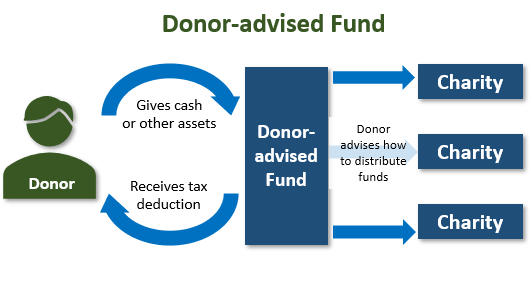 Donor-advised Fund
Donor
Gives cash
or other assets
Receives tax
deduction
Donor-
advised
Fund
Donor
advises how
to distribute
funds
Charity
Charity
Charity